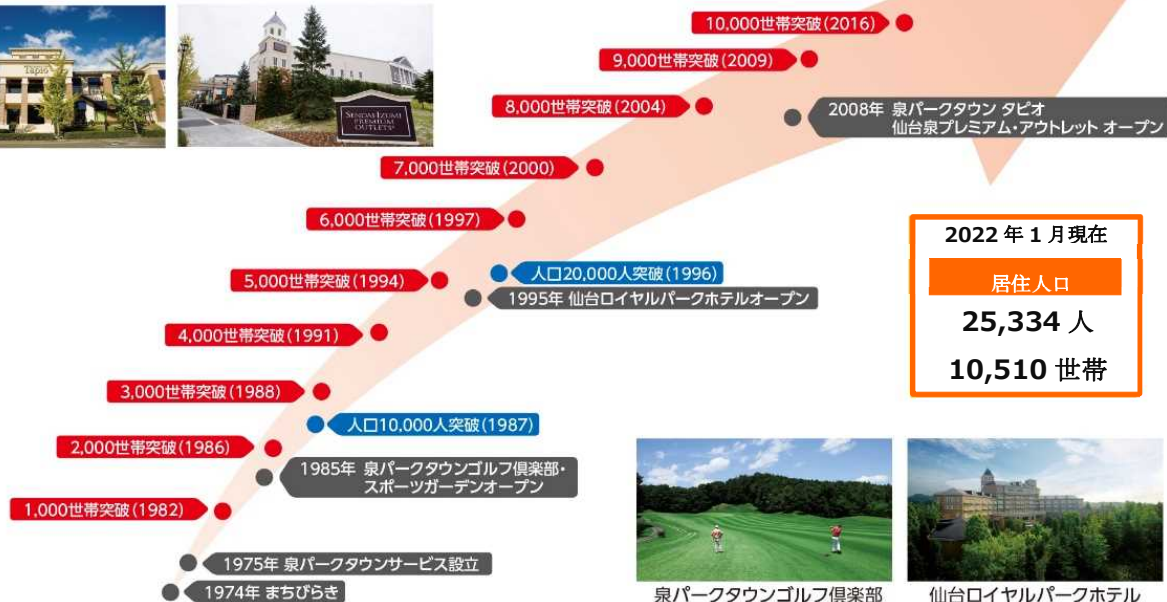 Tapio
SENDAI-IZUMI
PREMIUM
OUTLETS
10,000世帯突破(2016)
9,000世帯突破(2009)
8,000世帯突破(2004)
2008年 泉パークタウン タピオ
仙台泉プレミアム・アウトレット オープン
7,000世帯突破(2000)
6,000世帯突破(1997)
2022 年 1 月現在
居住人口
25,334 人
10,510 世帯
5,000世帯突破(1994)
人口20,000人突破(1996)
1995年 仙台ロイヤルパークホテルオープン
4,000世帯突破(1991)
3,000世帯突破(1988)
人口10,000人突破(1987)
2,000世帯突破(1986)
1985年 泉パークタウンゴルフ倶楽部・
スポーツガーデンオープン
1,000世帯突破(1982)
1975年 泉パークタウンサービス設立
1974年 まちびらき
泉パークタウンゴルフ倶楽部
仙台ロイヤルパークホテル